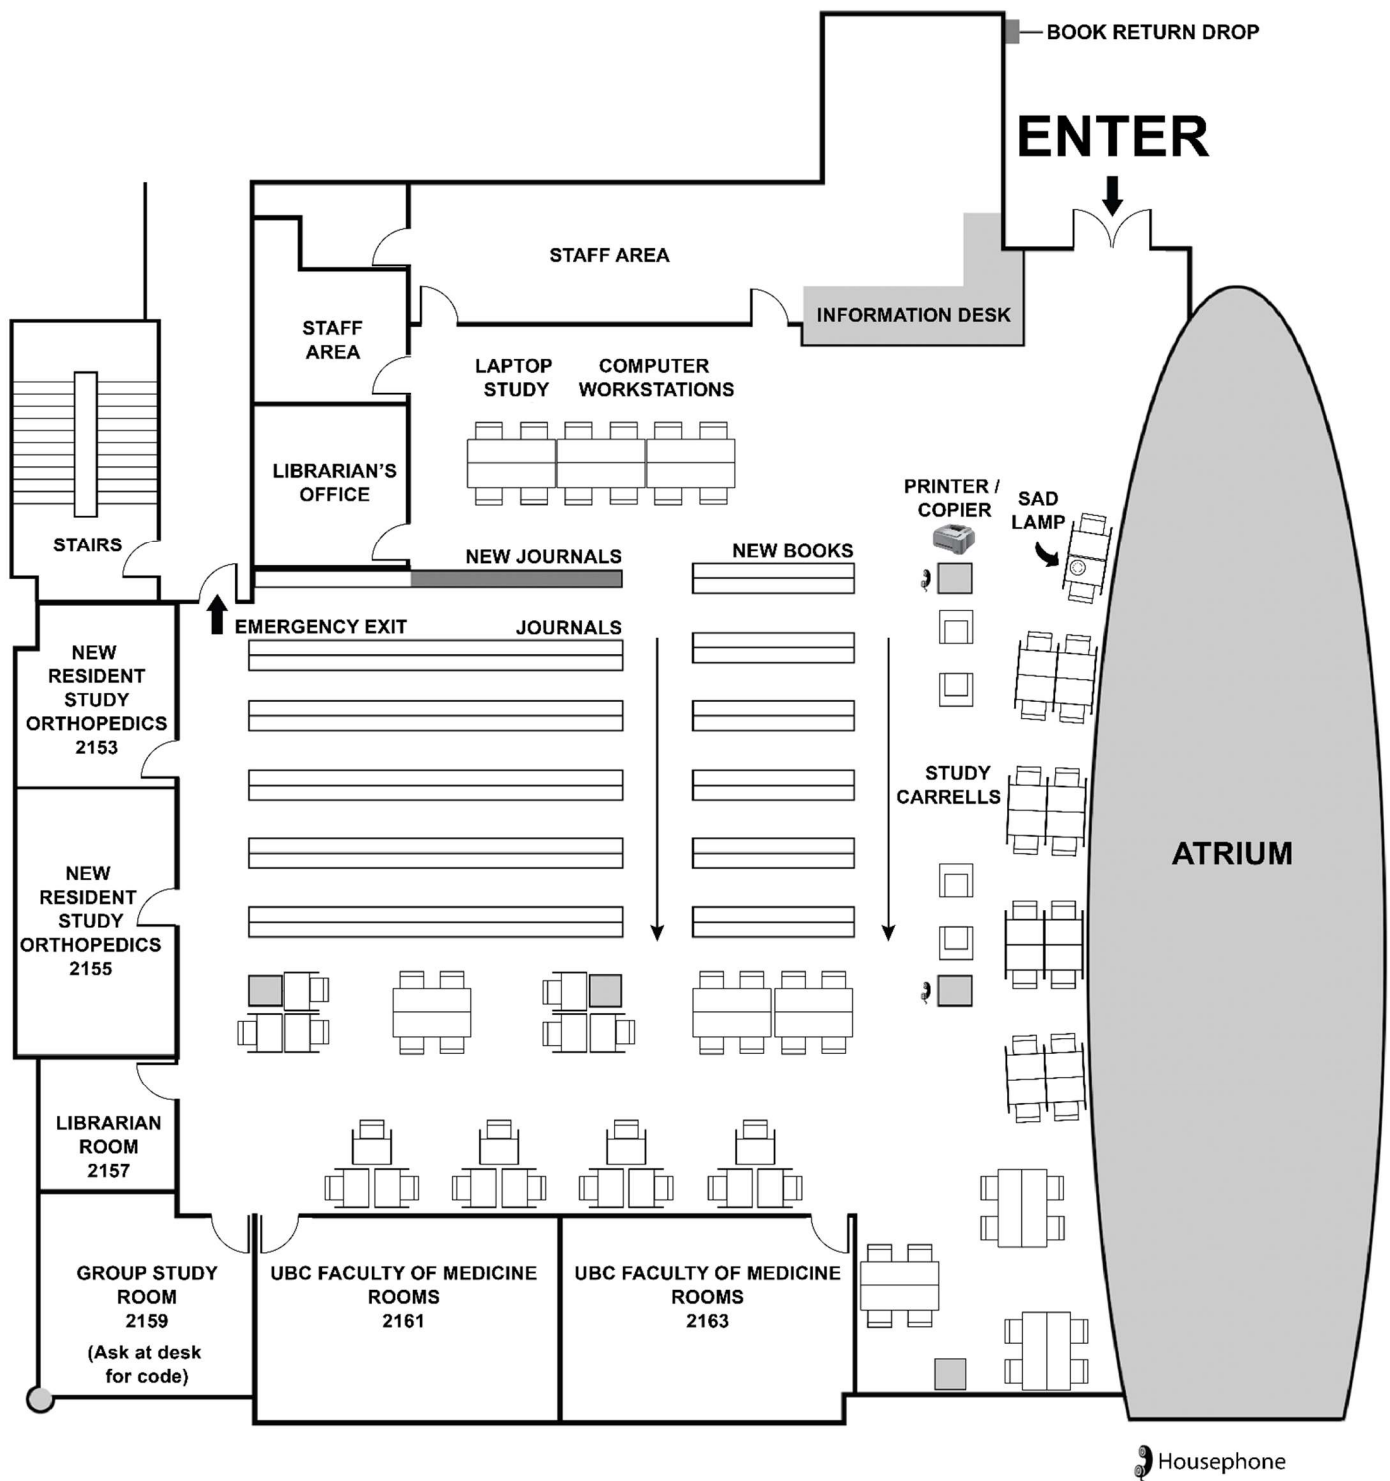 BOOK RETURN DROP
ENTER
STAFF AREA
INFORMATION DESK
STAFF
AREA
LAPTOP
STUDY
COMPUTER
WORKSTATIONS
LIBRARIAN'S
OFFICE
PRINTER /
COPIER
SAD
LAMP
STAIRS
NEW JOURNALS
NEW BOOKS
EMERGENCY EXIT
JOURNALS
NEW
RESIDENT
STUDY
ORTHOPEDICS
2153
STUDY
CARRELLS
ATRIUM
NEW
RESIDENT
STUDY
ORTHOPEDICS
2155
LIBRARIAN
ROOM
2157
GROUP STUDY
ROOM
2159
(Ask at desk
for code)
UBC FACULTY OF MEDICINE
ROOMS
2161
UBC FACULTY OF MEDICINE
ROOMS
2163
Housephone